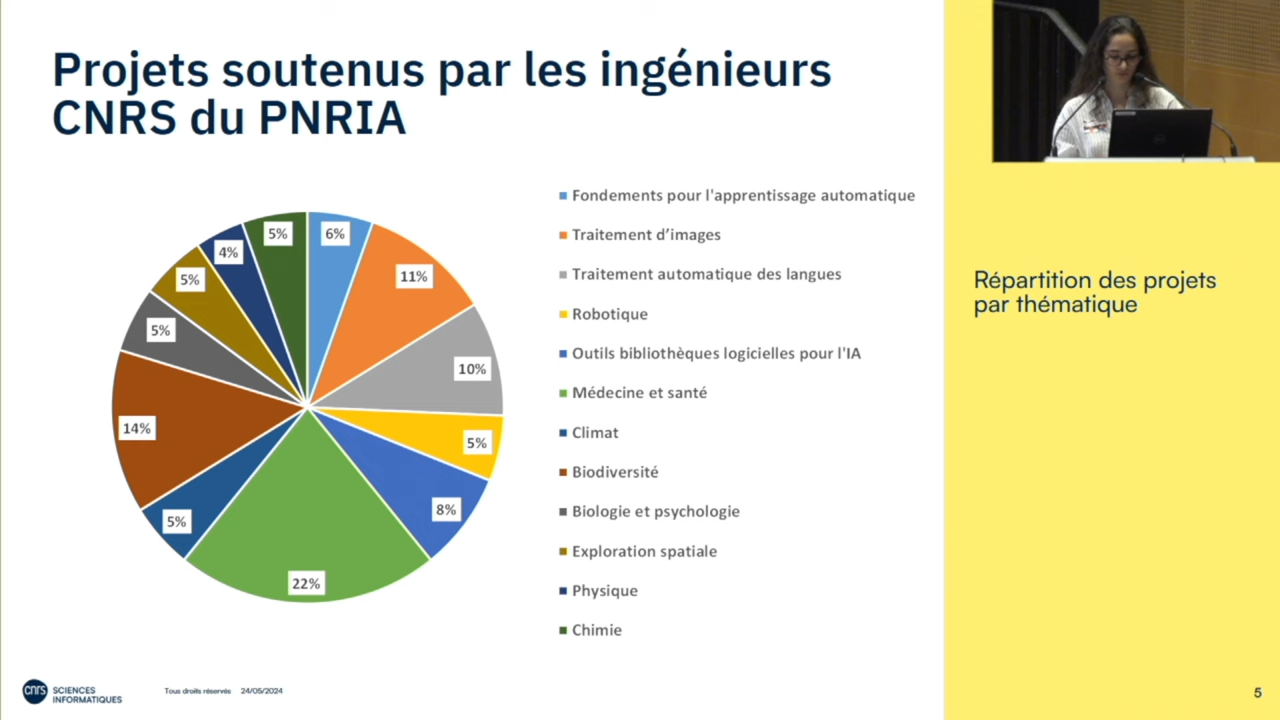 Projets soutenus par les ingénieurs
CNRS du PNRIA
5%
6%
4%
11%
5%
5%
10%
14%
5%
5%
8%
22%
Fondements pour l'apprentissage automatique
Traitement d’images
Traitement automatique des langues
Robotique
Outils bibliothèques logicielles pour l'IA
Médecine et santé
Climat
Biodiversité
Biologie et psychologie
Exploration spatiale
Physique
Chimie
Répartition des projets
par thématique
cnrs
SCIENCES
INFORMATIQUES
Tous droits réservés 24/05/2024
5